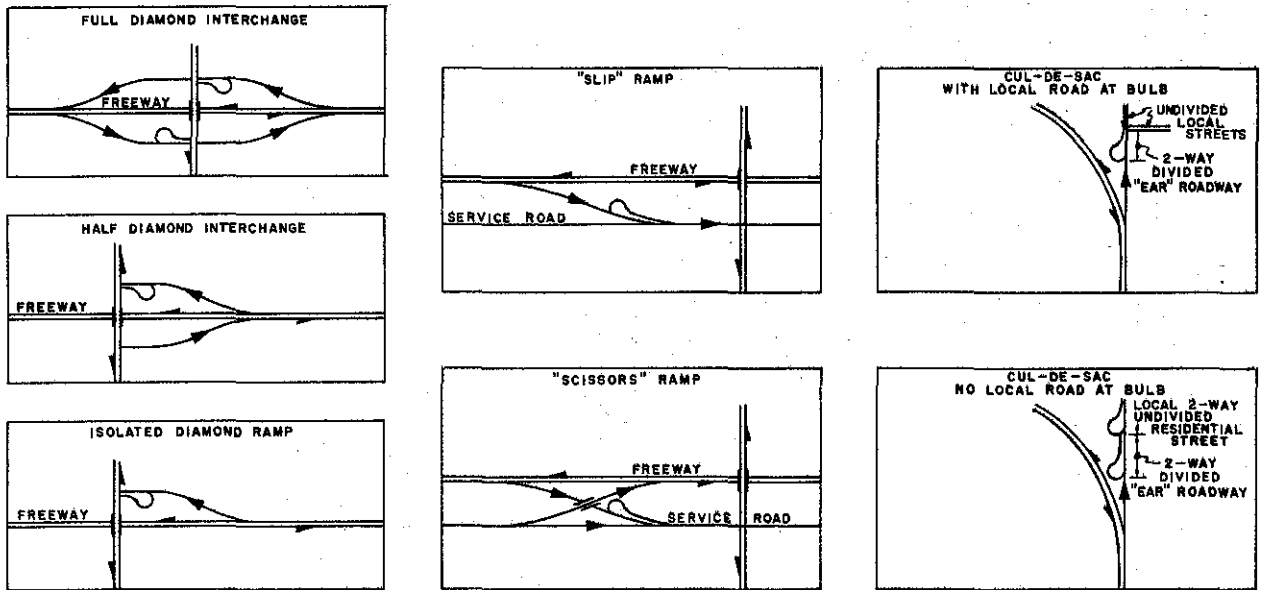 FULL DIAMOND INTERCHANGE
FREEWAY
HALF DIAMOND INTERCHANGE
FREEWAY
ISOLATED DIAMOND RAMP
FREEWAY
"SLIP" RAMP
FREEWAY
SERVICE ROAD
"SCISSORS" RAMP
FREEWAY
SERVICE ROAD
CUL-DE-SAC
WITH LOCAL ROAD AT BULB
UNDIVIDED
LOCAL
STREETS
2-WAY
DIVIDED
"EAR" ROADWAY
CUL-DE-SAC
NO LOCAL ROAD AT BULB
LOCAL 2-WAY
UNDIVIDED
RESIDENTIAL
STREET
2-WAY
DIVIDED
"EAR" ROADWAY